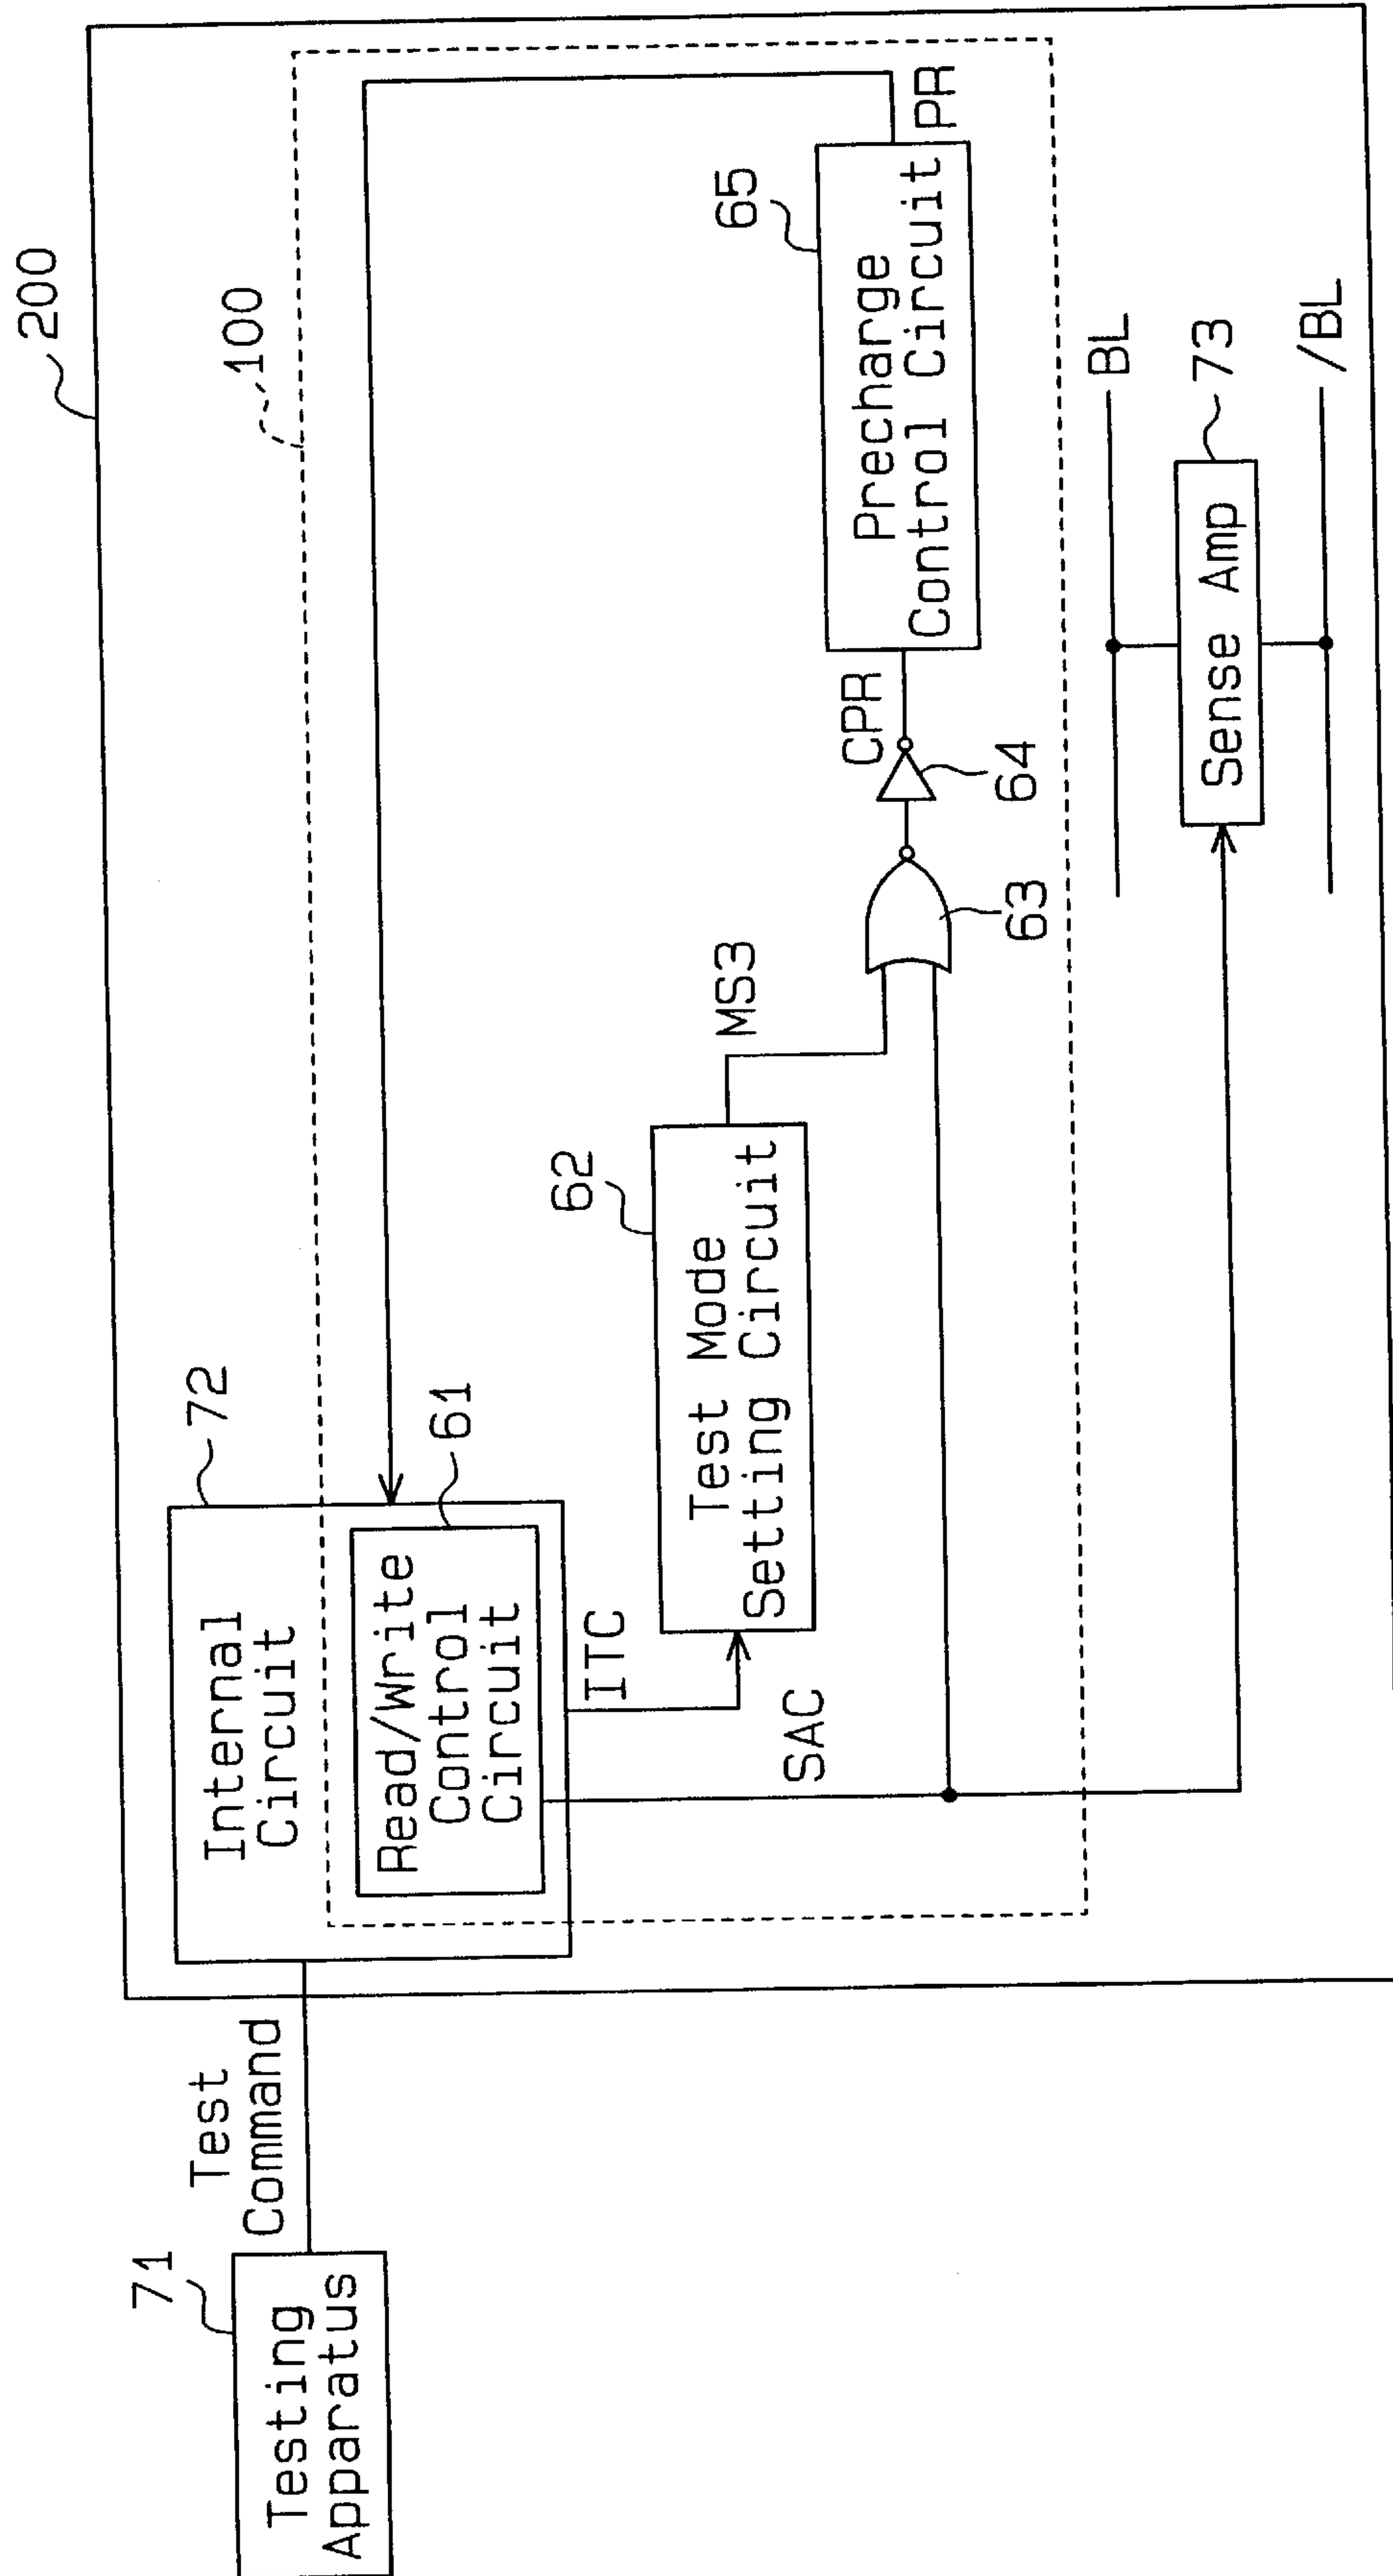 200
100
72
Internal
Circuit
61
Read/Write
Control
Circuit
71
Testing
Apparatus
Test
Command
ITC
SAC
62
Test Mode
Setting Circuit
MS3
63
64
CPR
65
Precharge
Control Circuit
PR
BL
73
Sense Amp
/BL